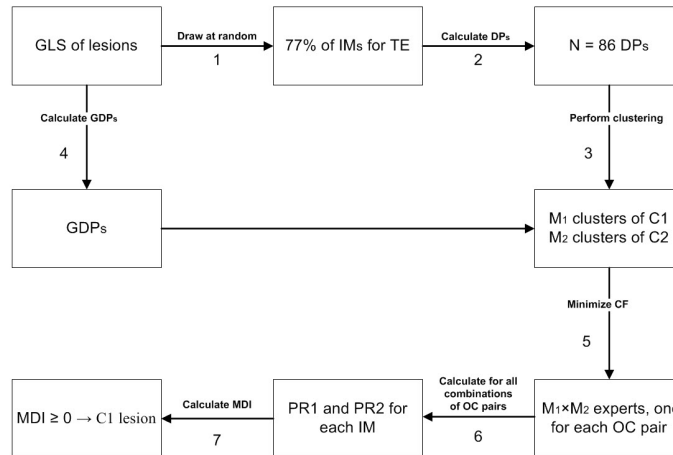 GLS of lesions
Draw at random
1
77% of IMs for TE
Calculate DPs
2
N = 86 DPs
Calculate GDPs
4
Perform clustering
3
GDPs
M1 clusters of C1
M2 clusters of C2
Minimize CF
5
MDI ≥ 0 → C1 lesion
Calculate MDI
7
PR1 and PR2 for
each IM
Calculate for all
combinations
of OC pairs
6
M1×M2 experts, one
for each OC pair